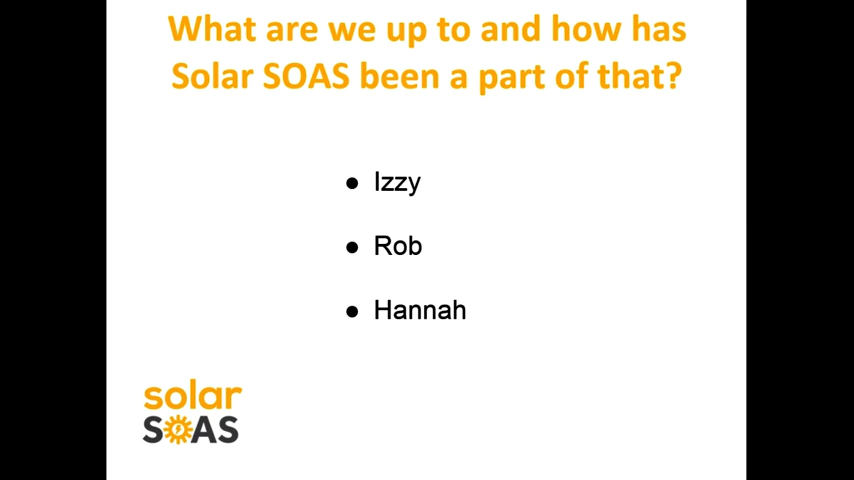 What are we up to and how has
Solar SOAS been a part of that?
● Izzy
● Rob
● Hannah
solar
SOAS